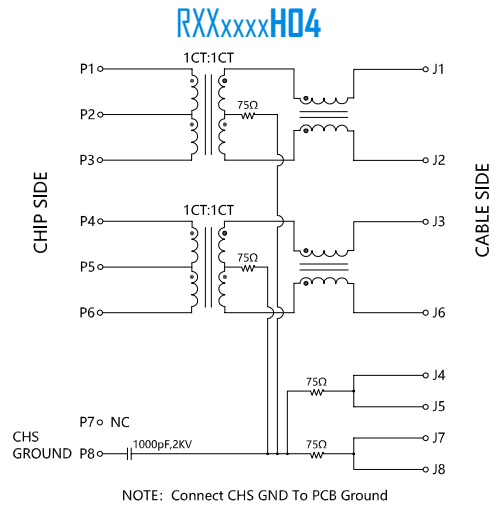 RXXxxxxH04
1CT:1CT
P1 J1
75Ω
P2
P3 J2
CHIP SIDE
CABLE SIDE
1CT:1CT
P4 J3
75Ω
P5
P6 J6
75Ω J4
J5
P7 NC
CHS GROUND P8 1000pF,2KV 75Ω J7
J8
NOTE: Connect CHS GND To PCB Ground